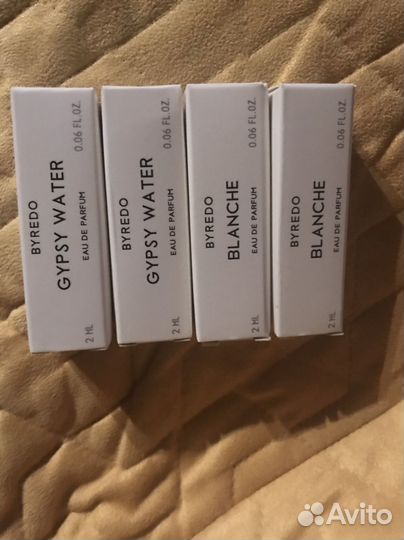 BYREDO
GYPSY WATER
EAU DE PARFUM
2 ML 0.06 FL.OZ.
BYREDO
GYPSY WATER
EAU DE PARFUM
2 ML 0.06 FL.OZ.
BYREDO
BLANCHE
EAU DE PARFUM
2 ML 0.06 FL.OZ.
BYREDO
BLANCHE
EAU DE PARFUM
2 ML 0.06 FL.OZ.
Avito